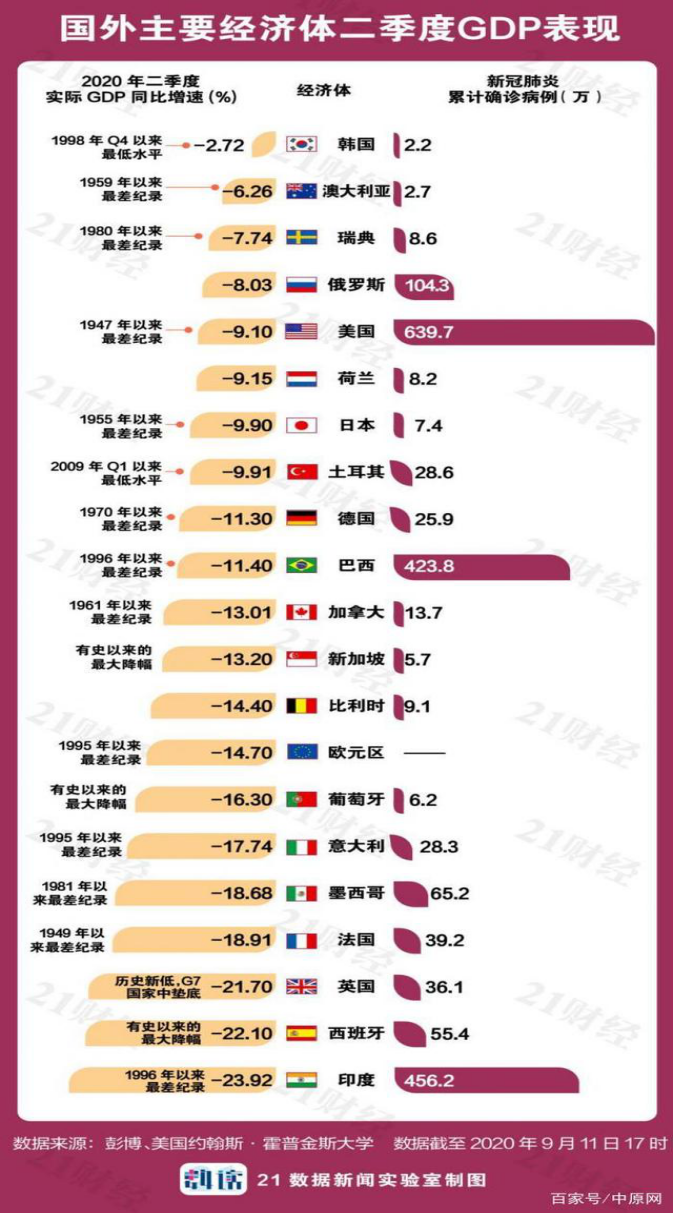 国外主要经济体二季度GDP表现
2020 年二季度
实际 GDP 同比增速(%)
经济体
新冠肺炎
累计确诊病例(万)
1998 年 Q4 以来
最低水平
-2.72
韩国
2.2
1959 年以来
最差纪录
-6.26
澳大利亚
2.7
1980 年以来
最差纪录
-7.74
瑞典
8.6
-8.03
俄罗斯
104.3
1947 年以来
最差纪录
-9.10
美国
639.7
-9.15
荷兰
8.2
1955 年以来
最差纪录
-9.90
日本
7.4
2009 年 Q1 以来
最低水平
-9.91
土耳其
28.6
1970 年以来
最差纪录
-11.30
德国
25.9
1996 年以来
最差纪录
-11.40
巴西
423.8
1961 年以来
最差纪录
-13.01
加拿大
13.7
有史以来的
最大降幅
-13.20
新加坡
5.7
-14.40
比利时
9.1
1995 年以来
最差纪录
-14.70
欧元区
——
有史以来的
最大降幅
-16.30
葡萄牙
6.2
1995 年以来
最差纪录
-17.74
意大利
28.3
1981 年以
来最差纪录
-18.68
墨西哥
65.2
1949 年以
来最差纪录
-18.91
法国
39.2
历史新低,G7
国家中垫底
-21.70
英国
36.1
有史以来的
最大降幅
-22.10
西班牙
55.4
1996 年以来
最差纪录
-23.92
印度
456.2
数据来源：彭博、美国约翰斯·霍普金斯大学 数据截至 2020 年 9 月 11 日 17 时
21 数据新闻实验室制图
百家号/中原网
21财经